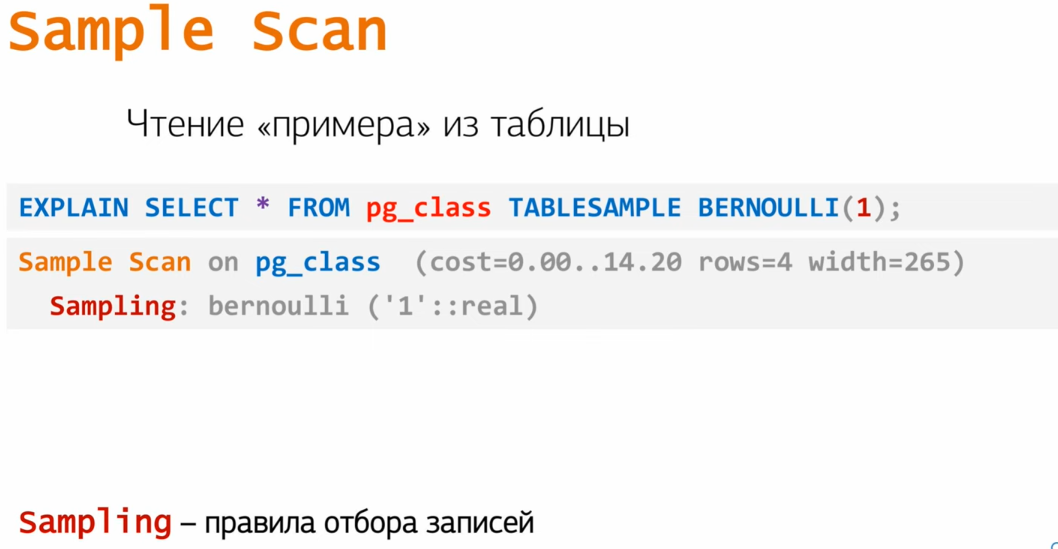 Sample Scan
Чтение «примера» из таблицы
EXPLAIN SELECT * FROM pg_class TABLESAMPLE BERNOULLI(1);
Sample Scan on pg_class (cost=0.00..14.20 rows=4 width=265)
Sampling: bernoulli ('1'::real)
Sampling – правила отбора записей